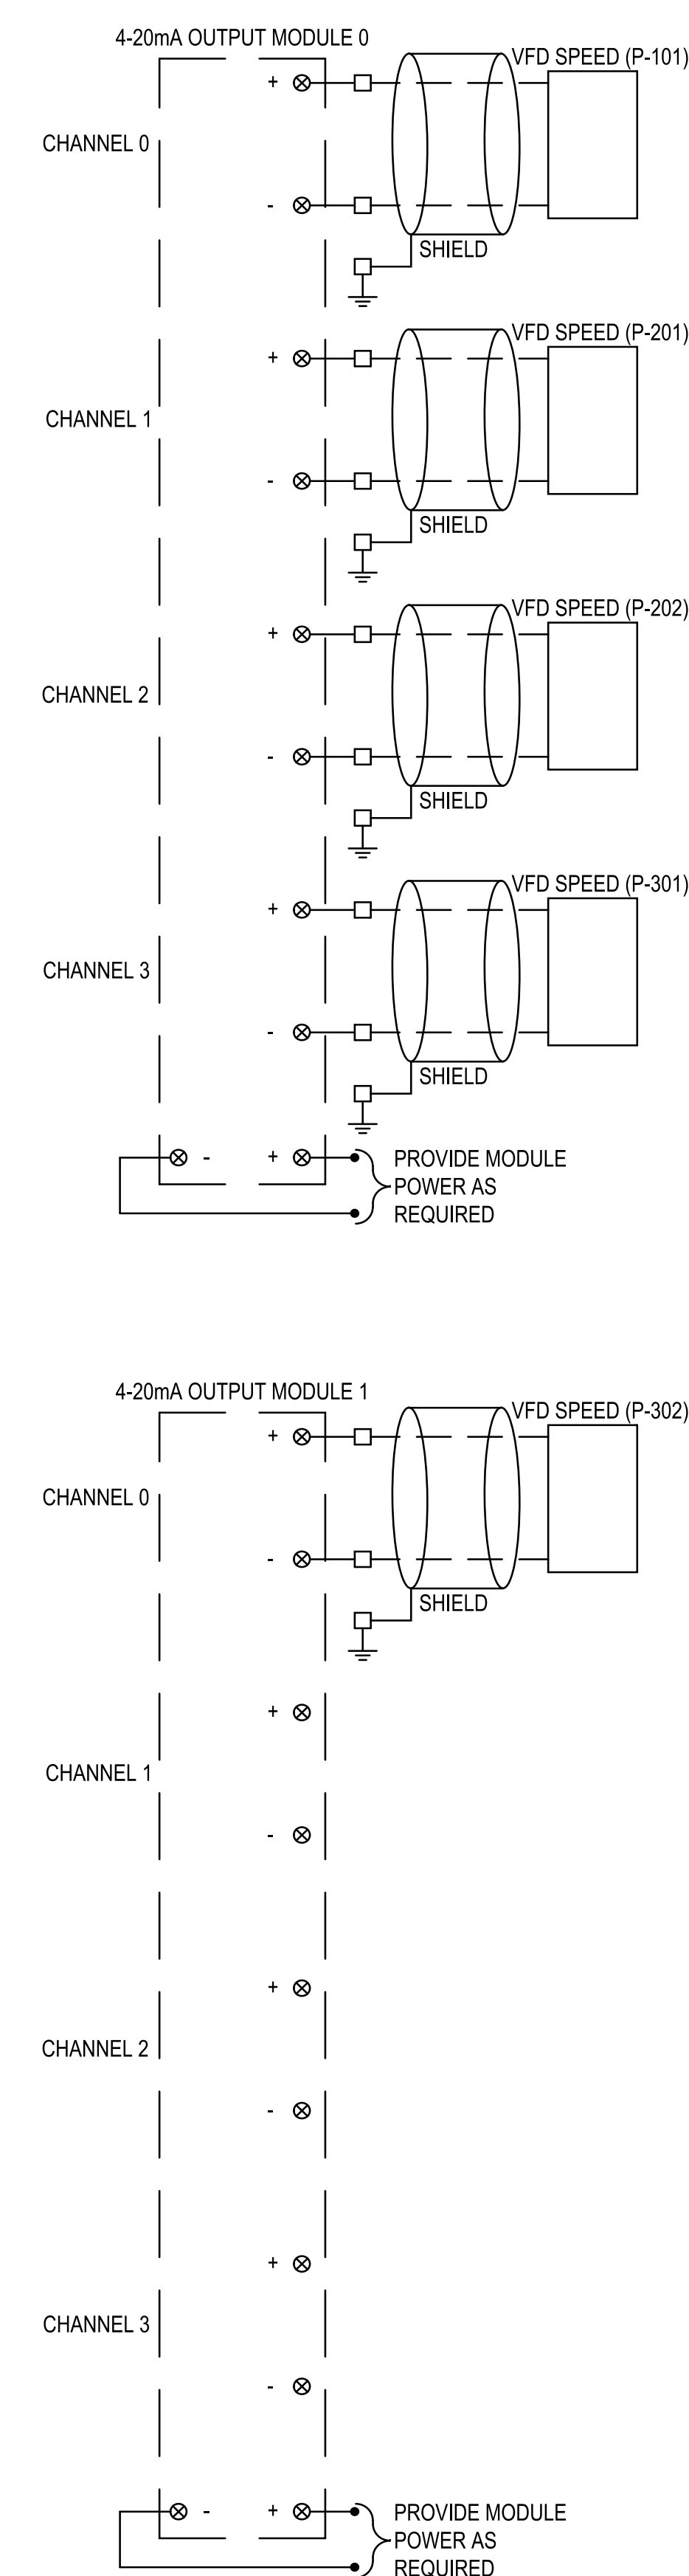 4-20mA OUTPUT MODULE 0
VFD SPEED (P-101)
+
CHANNEL 0
-
SHIELD
VFD SPEED (P-201)
+
CHANNEL 1
-
SHIELD
VFD SPEED (P-202)
+
CHANNEL 2
-
SHIELD
VFD SPEED (P-301)
+
CHANNEL 3
-
SHIELD
- + PROVIDE MODULE
POWER AS
REQUIRED
4-20mA OUTPUT MODULE 1
VFD SPEED (P-302)
+
CHANNEL 0
-
SHIELD
+
CHANNEL 1
-
+
CHANNEL 2
-
+
CHANNEL 3
-
- + PROVIDE MODULE
POWER AS
REQUIRED